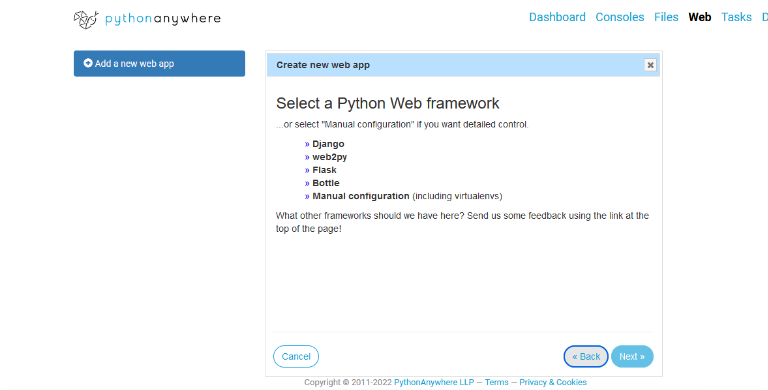 pythonanywhere
Dashboard Consoles Files Web Tasks D
Add a new web app
Create new web app
Select a Python Web framework
...or select "Manual configuration" if you want detailed control.
» Django
» web2py
» Flask
» Bottle
» Manual configuration (including virtualenvs)
What other frameworks should we have here? Send us some feedback using the link at the
top of the page!
Cancel
« Back
Next »
Copyright © 2011-2022 PythonAnywhere LLP — Terms — Privacy & Cookies